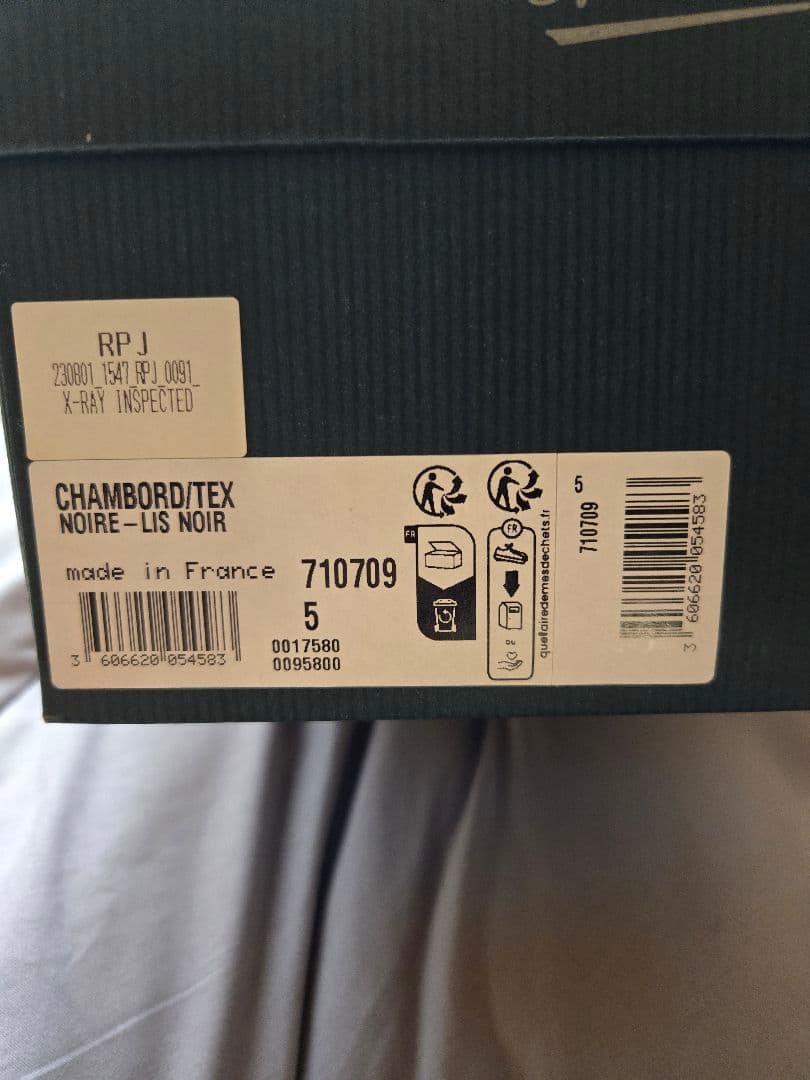 RPJ
230801_1547_RPJ_0091_
X-RAY INSPECTED
CHAMBORD/TEX
NOIRE-LIS NOIR
made in France
710709
5
0017580
0095800
3 606620 054583
FR
FR
OU
quefairedemesdechets.fr
5
710709
3 606620 054583